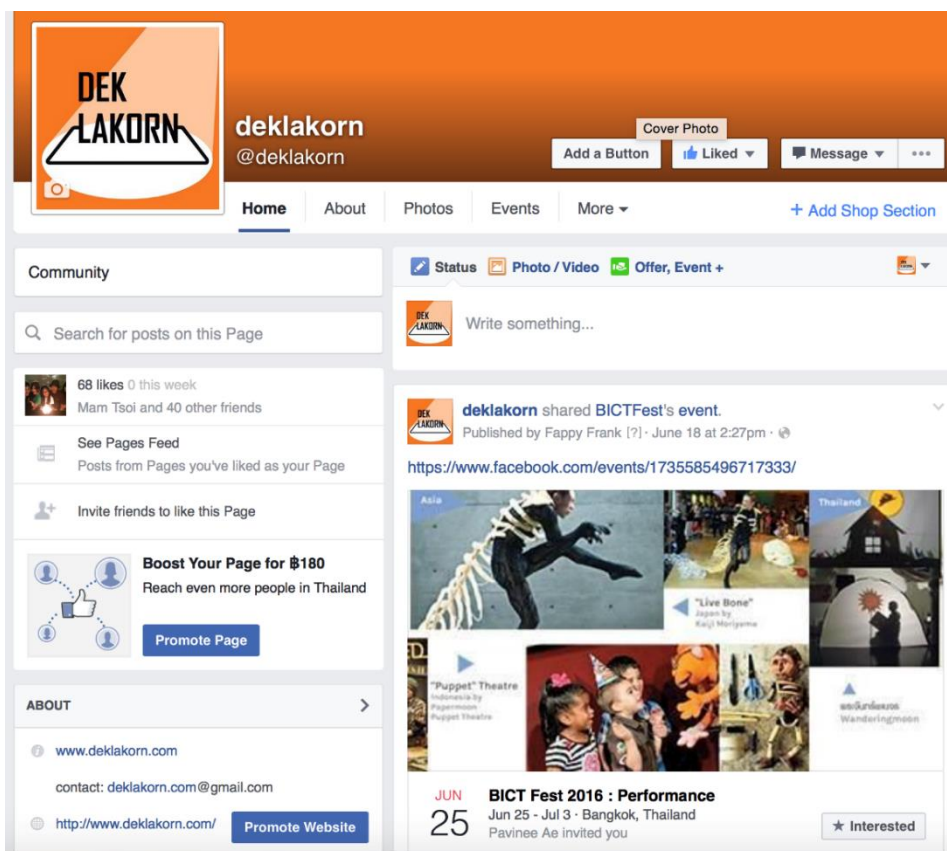 DEK
LAKORN
deklakorn
@deklakorn
Cover Photo
Add a Button
Liked
Message
Home About Photos Events More
+ Add Shop Section
Community
Search for posts on this Page
68 likes 0 this week
Mam Tsoi and 40 other friends
See Pages Feed
Posts from Pages you've liked as your Page
Invite friends to like this Page
Boost Your Page for ฿180
Reach even more people in Thailand
Promote Page
ABOUT
www.deklakorn.com
contact: deklakorn.com@gmail.com
http://www.deklakorn.com/
Promote Website
Status Photo / Video Offer, Event +
DEK
LAKORN
Write something...
DEK
LAKORN
deklakorn shared BICTFest's event.
Published by Fappy Frank [?] · June 18 at 2:27pm ·
https://www.facebook.com/events/1735585496717333/
Asia
Thailand
"Live Bone"
Japan by
Kaiji Moriyama
"Puppet" Theatre
Indonesia by
Papermoon
Puppet Theatre
Wanderingmoon
JUN
25
BICT Fest 2016 : Performance
Jun 25 - Jul 3 · Bangkok, Thailand
Pavinee Ae invited you
Interested